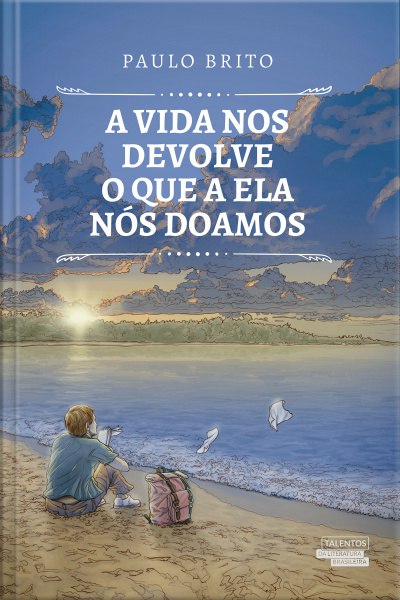 PAULO BRITO
A VIDA NOS
DEVOLVE
O QUE A ELA
NÓS DOAMOS
TALENTOS
DA LITERATURA
BRASILEIRA